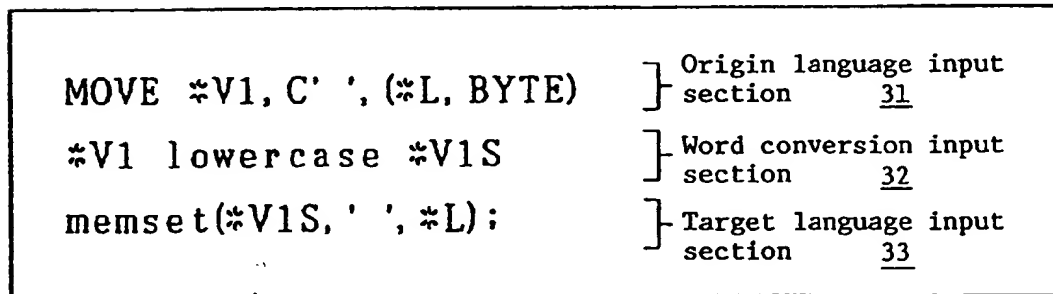 MOVE *V1, C' ', (*L, BYTE)
Origin language input
section 31
*V1 lowercase *V1S
Word conversion input
section 32
memset(*V1S, ' ', *L);
Target language input
section 33